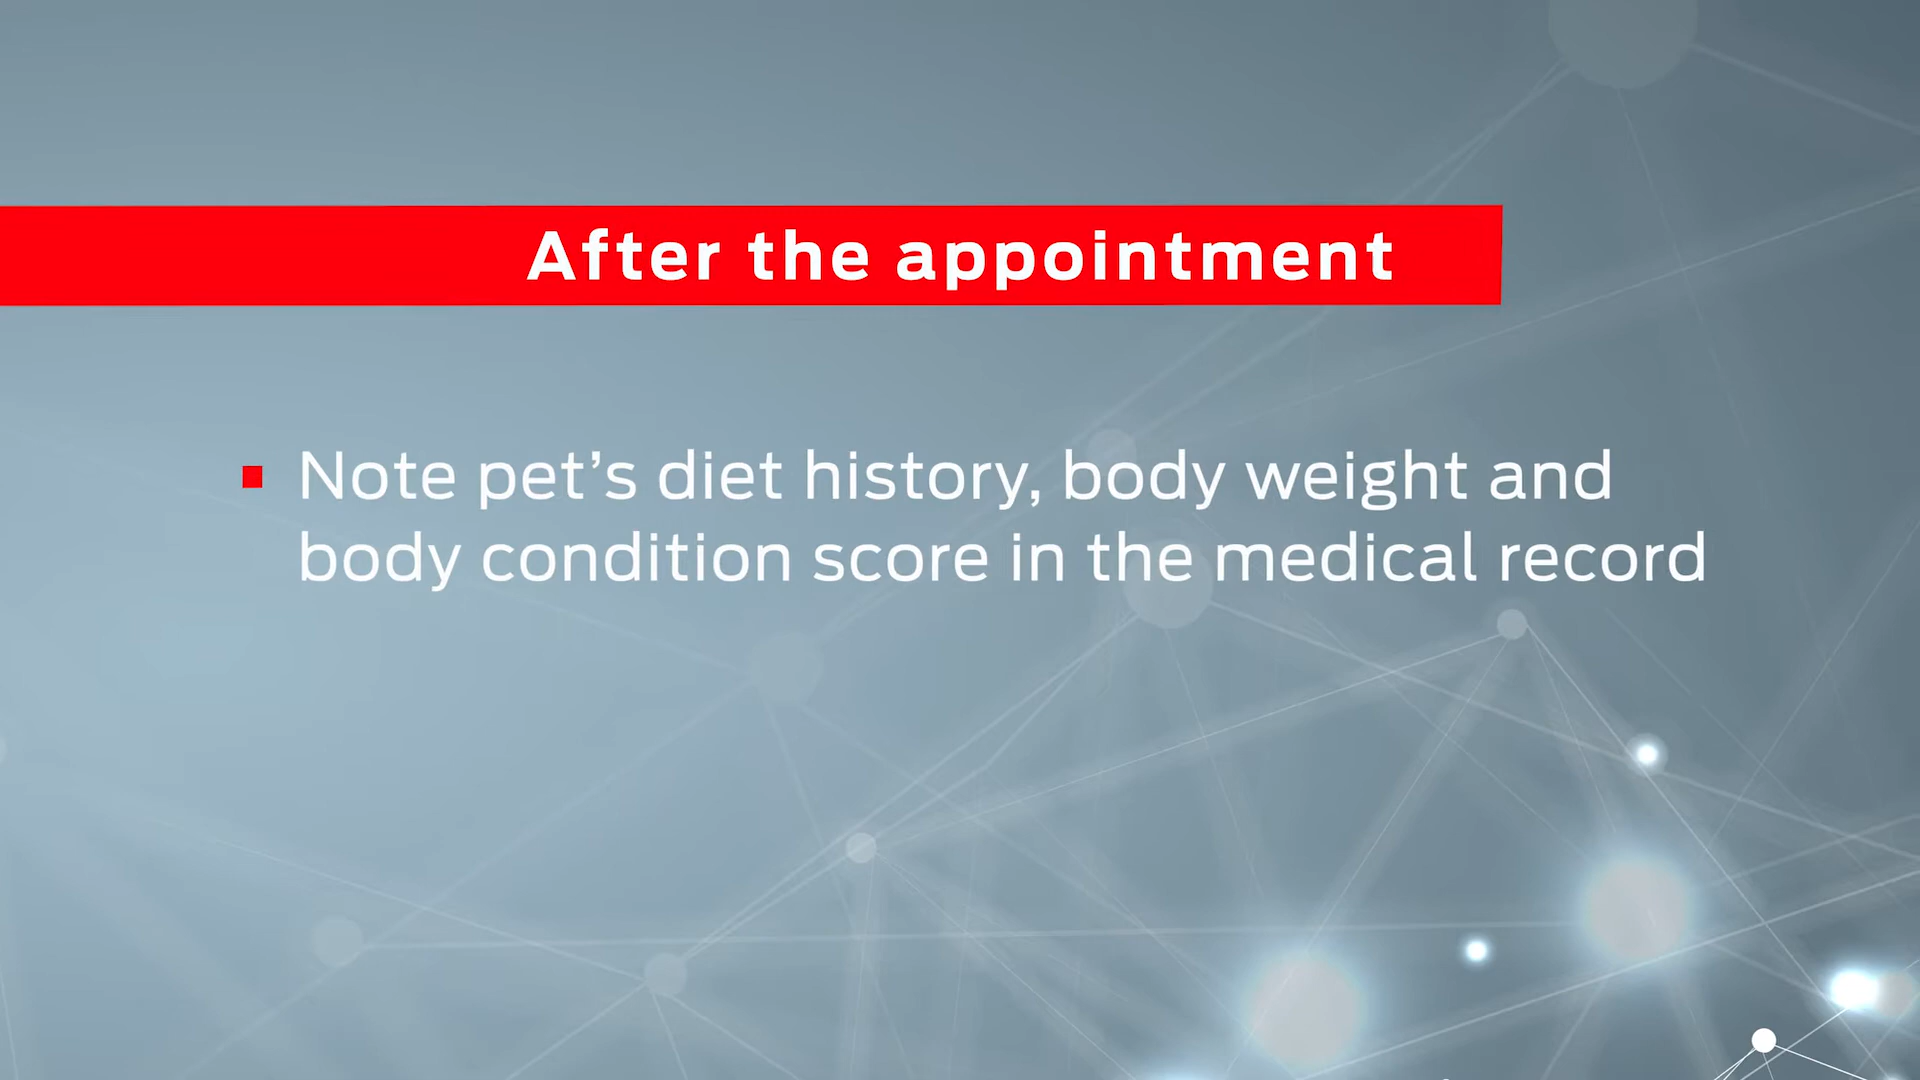 After the appointment
Note pet’s diet history, body weight and
body condition score in the medical record